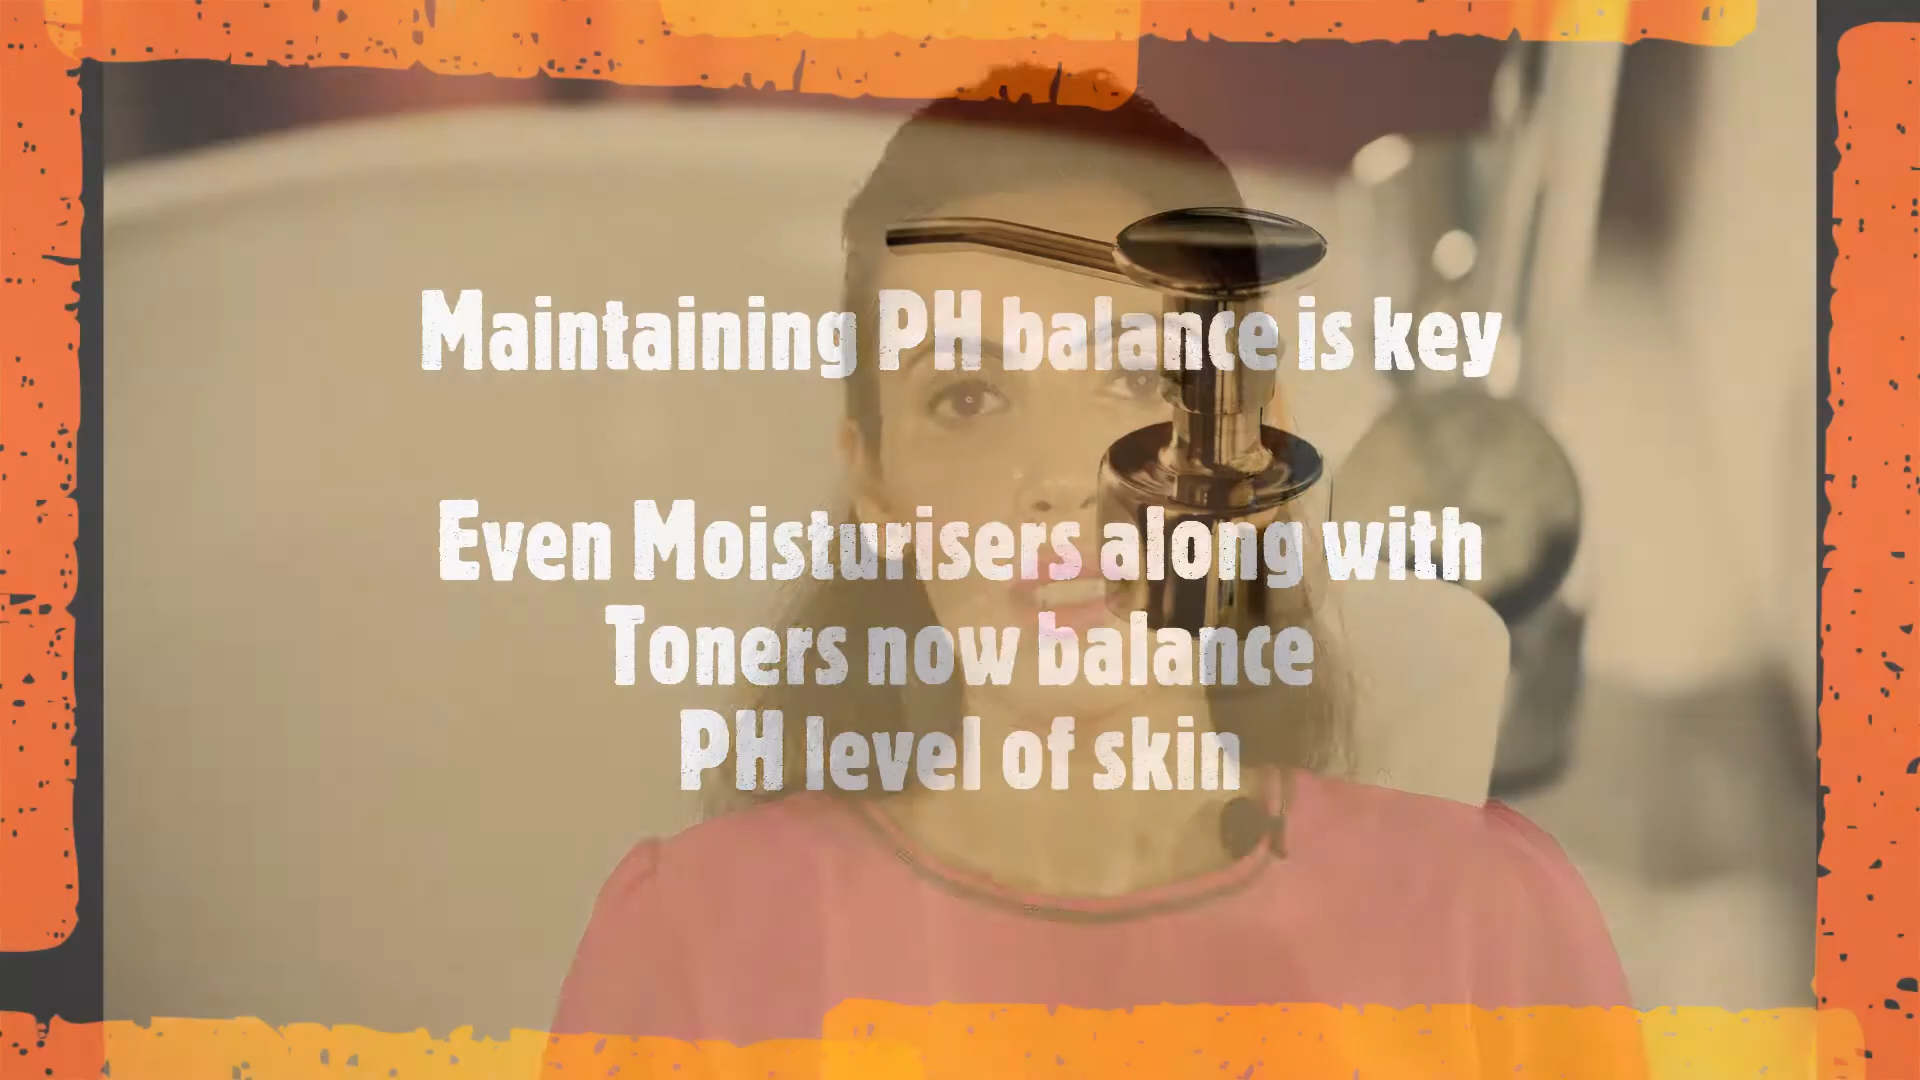 Maintaining PH balance is key
Even Moisturisers along with
Toners now balance
PH level of skin